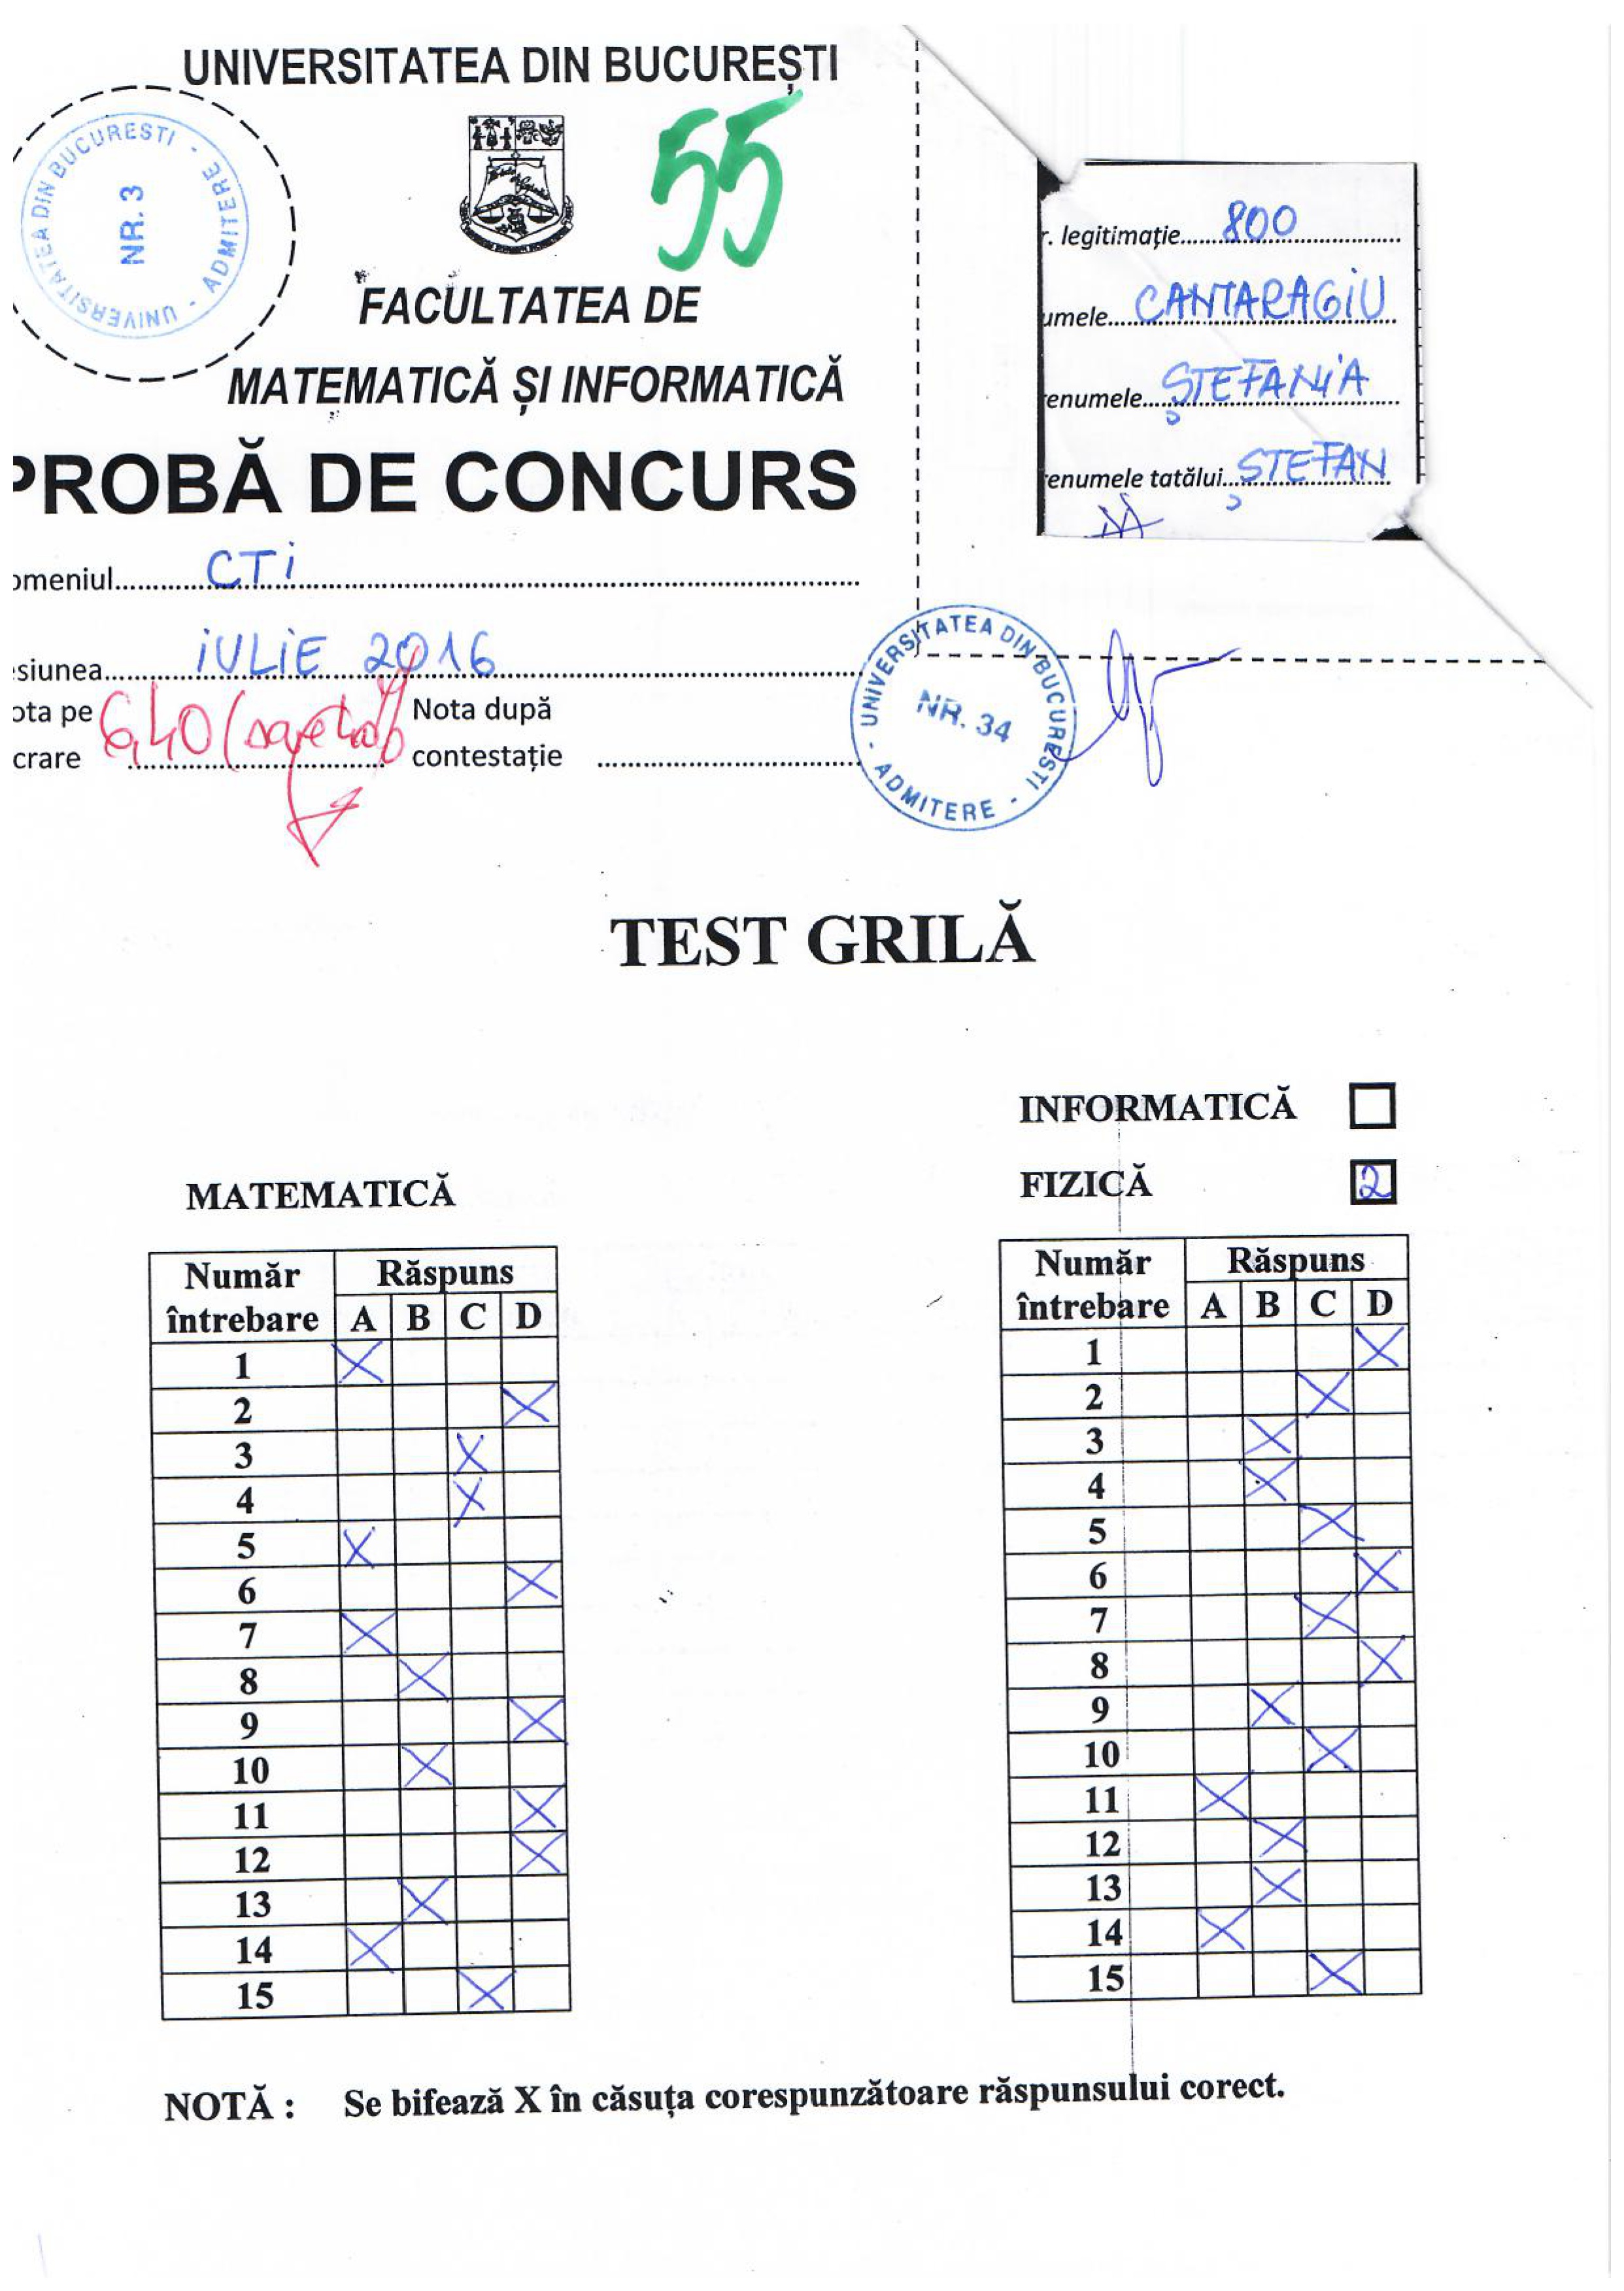 UNIVERSITATEA DIN BUCUREȘTI
UNIVERSITATEA DIN BUCURESTI - ADMITERE -
NR. 3
55
FACULTATEA DE
MATEMATICĂ ȘI INFORMATICĂ
PROBĂ DE CONCURS
omeniul CTi
siunea iULiE 2016
ota pe
crare 6,40
Nota după
contestație
r. legitimație 800
umele CANTARAGiU
enumele ȘTEFANiA
enumele tatălui ȘTEFAN
UNIVERSITATEA DIN BUCURESTI - ADMITERE -
NR. 34
TEST GRILĂ
INFORMATICĂ
FIZICĂ 2
MATEMATICĂ
Număr întrebare Răspuns
A B C D
1 X
2 X
3 X
4 X
5 X
6 X
7 X
8 X
9 X
10 X
11 X
12 X
13 X
14 X
15 X
Număr întrebare Răspuns
A B C D
1 X
2 X
3 X
4 X
5 X
6 X
7 X
8 X
9 X
10 X
11 X
12 X
13 X
14 X
15 X
NOTĂ : Se bifează X în căsuța corespunzătoare răspunsului corect.